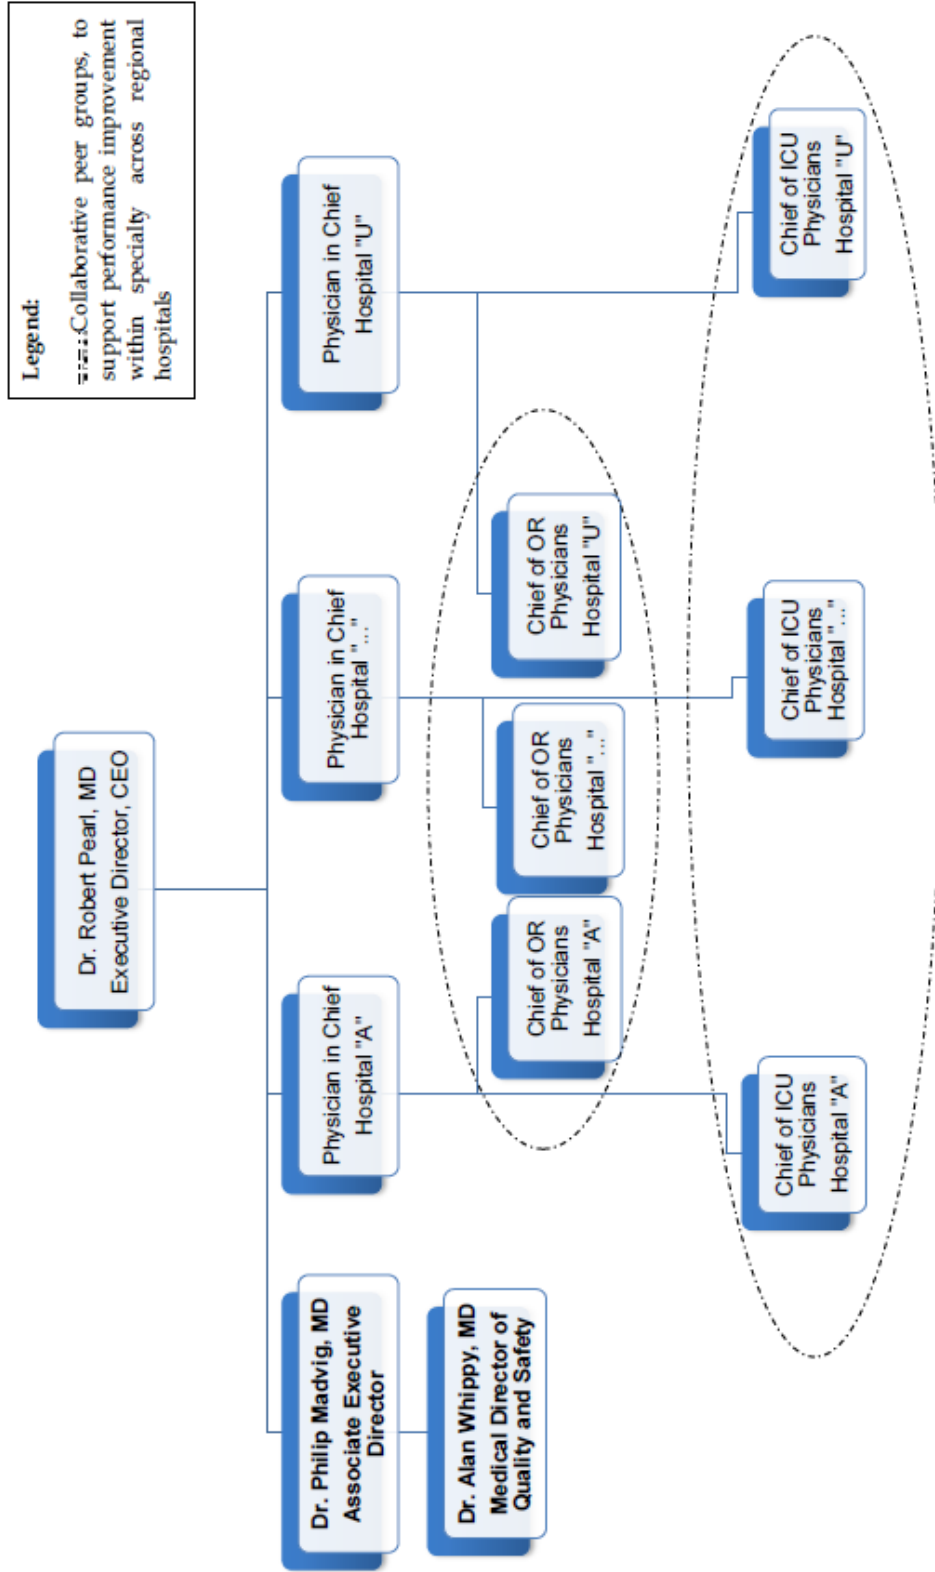 Legend:
Collaborative peer groups, to
support performance improvement
within specialty across regional
hospitals
Dr. Robert Pearl, MD
Executive Director, CEO
Dr. Philip Madvig, MD
Associate Executive
Director
Physician in Chief
Hospital "A"
Physician in Chief
Hospital "..."
Physician in Chief
Hospital "U"
Dr. Alan Whippy, MD
Medical Director of
Quality and Safety
Chief of OR
Physicians
Hospital "A"
Chief of OR
Physicians
Hospital "..."
Chief of OR
Physicians
Hospital "U"
Chief of ICU
Physicians
Hospital "A"
Chief of ICU
Physicians
Hospital "..."
Chief of ICU
Physicians
Hospital "U"